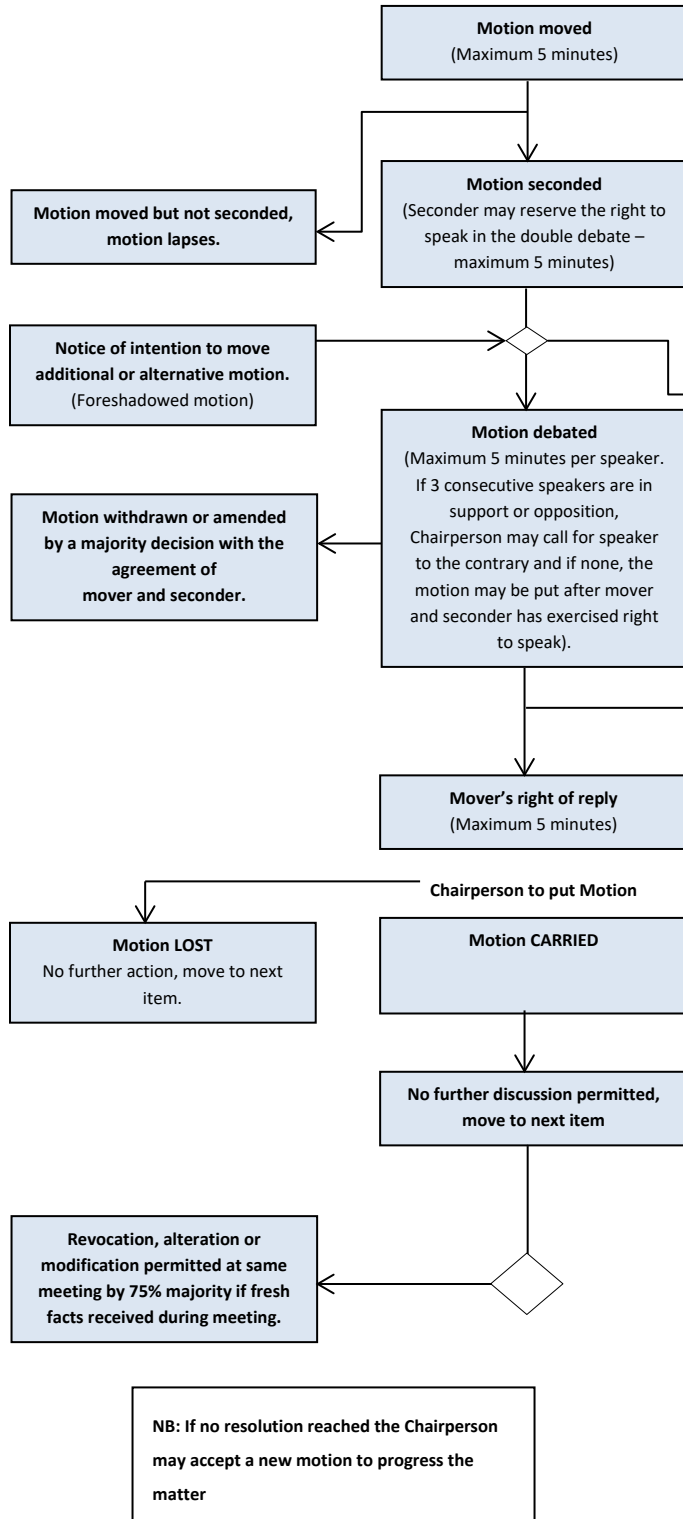 Motion moved
(Maximum 5 minutes)
Motion seconded
(Seconder may reserve the right to
speak in the double debate –
maximum 5 minutes)
Motion moved but not seconded,
motion lapses.
Notice of intention to move
additional or alternative motion.
(Foreshadowed motion)
Motion debated
(Maximum 5 minutes per speaker.
If 3 consecutive speakers are in
support or opposition,
Chairperson may call for speaker
to the contrary and if none, the
motion may be put after mover
and seconder has exercised right
to speak).
Motion withdrawn or amended
by a majority decision with the
agreement of
mover and seconder.
Mover’s right of reply
(Maximum 5 minutes)
Chairperson to put Motion
Motion LOST
No further action, move to next
item.
Motion CARRIED
No further discussion permitted,
move to next item
Revocation, alteration or
modification permitted at same
meeting by 75% majority if fresh
facts received during meeting.
NB: If no resolution reached the Chairperson
may accept a new motion to progress the
matter